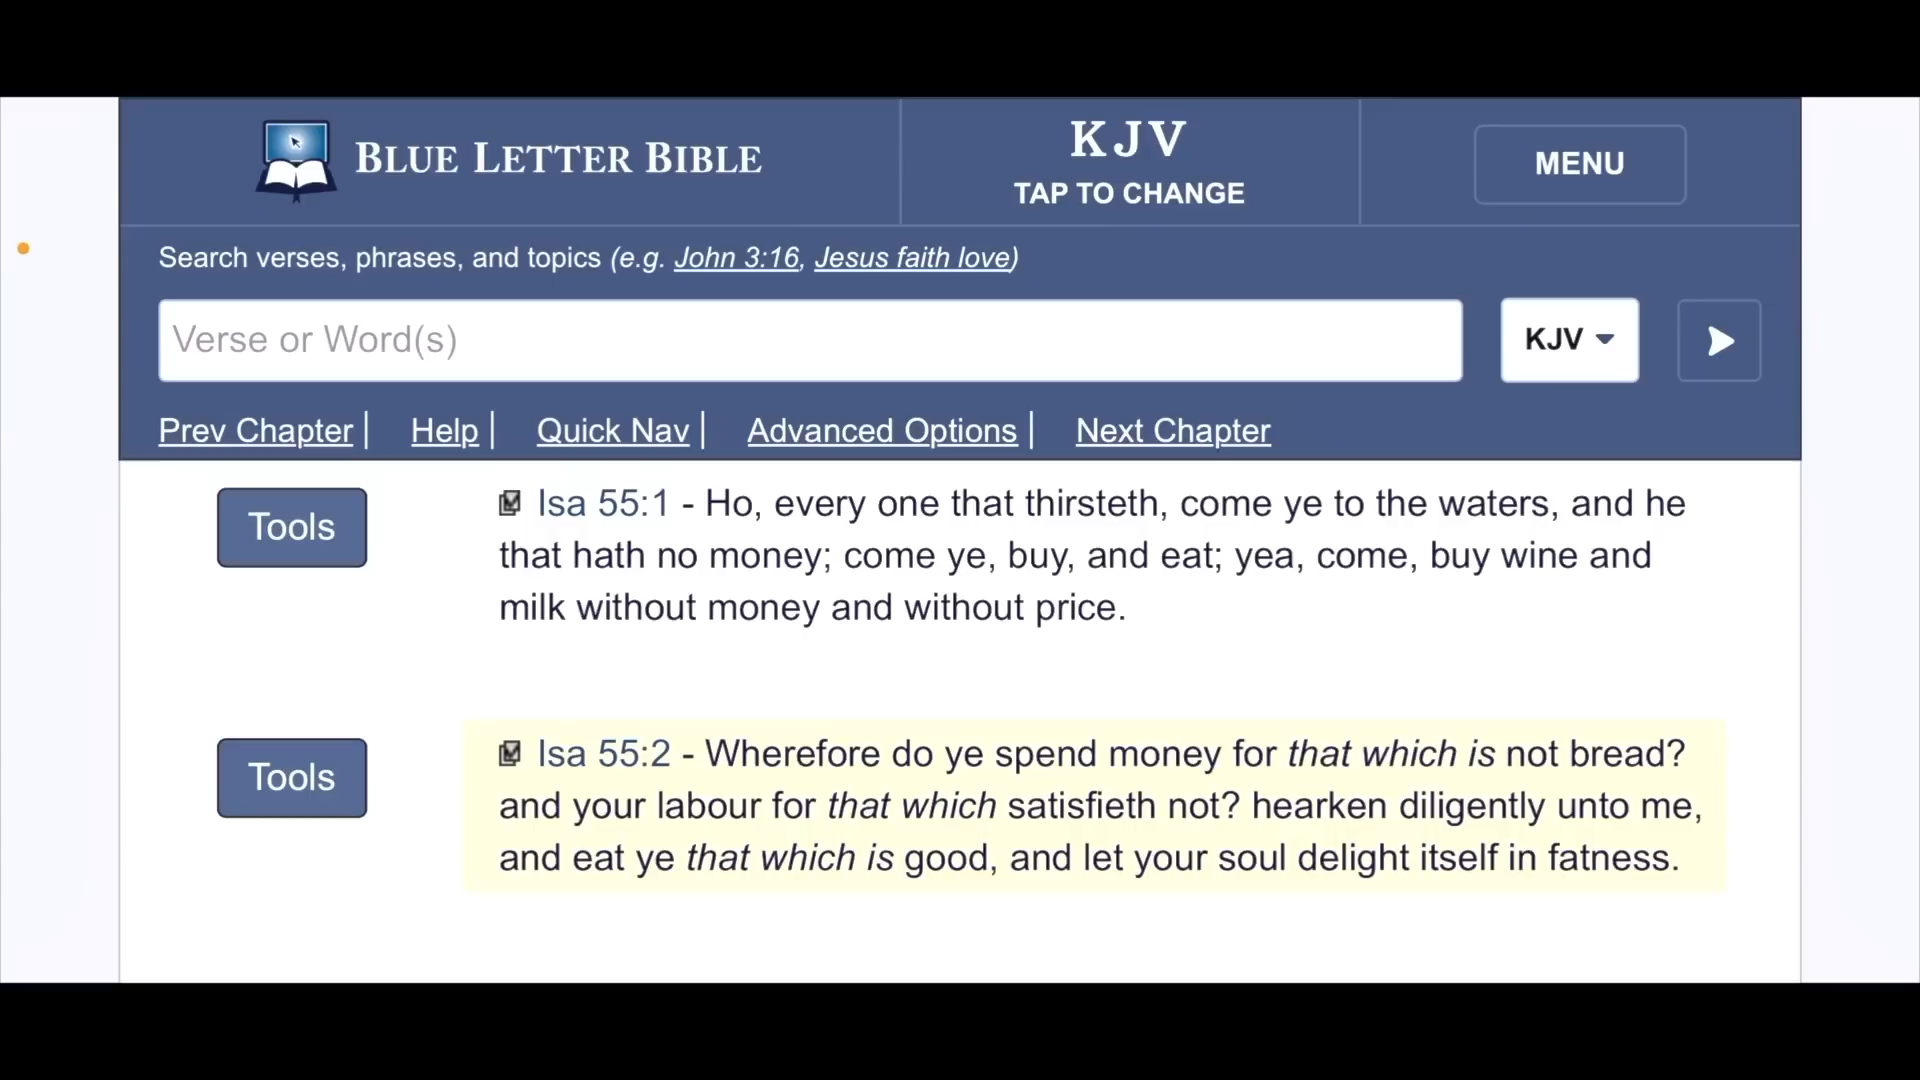 BLUE LETTER BIBLE
KJV
TAP TO CHANGE
MENU
Search verses, phrases, and topics (e.g. John 3:16, Jesus faith love)
Verse or Word(s)
KJV
Prev Chapter | Help | Quick Nav | Advanced Options | Next Chapter
Tools
Isa 55:1 - Ho, every one that thirsteth, come ye to the waters, and he
that hath no money; come ye, buy, and eat; yea, come, buy wine and
milk without money and without price.
Tools
Isa 55:2 - Wherefore do ye spend money for that which is not bread?
and your labour for that which satisfieth not? hearken diligently unto me,
and eat ye that which is good, and let your soul delight itself in fatness.